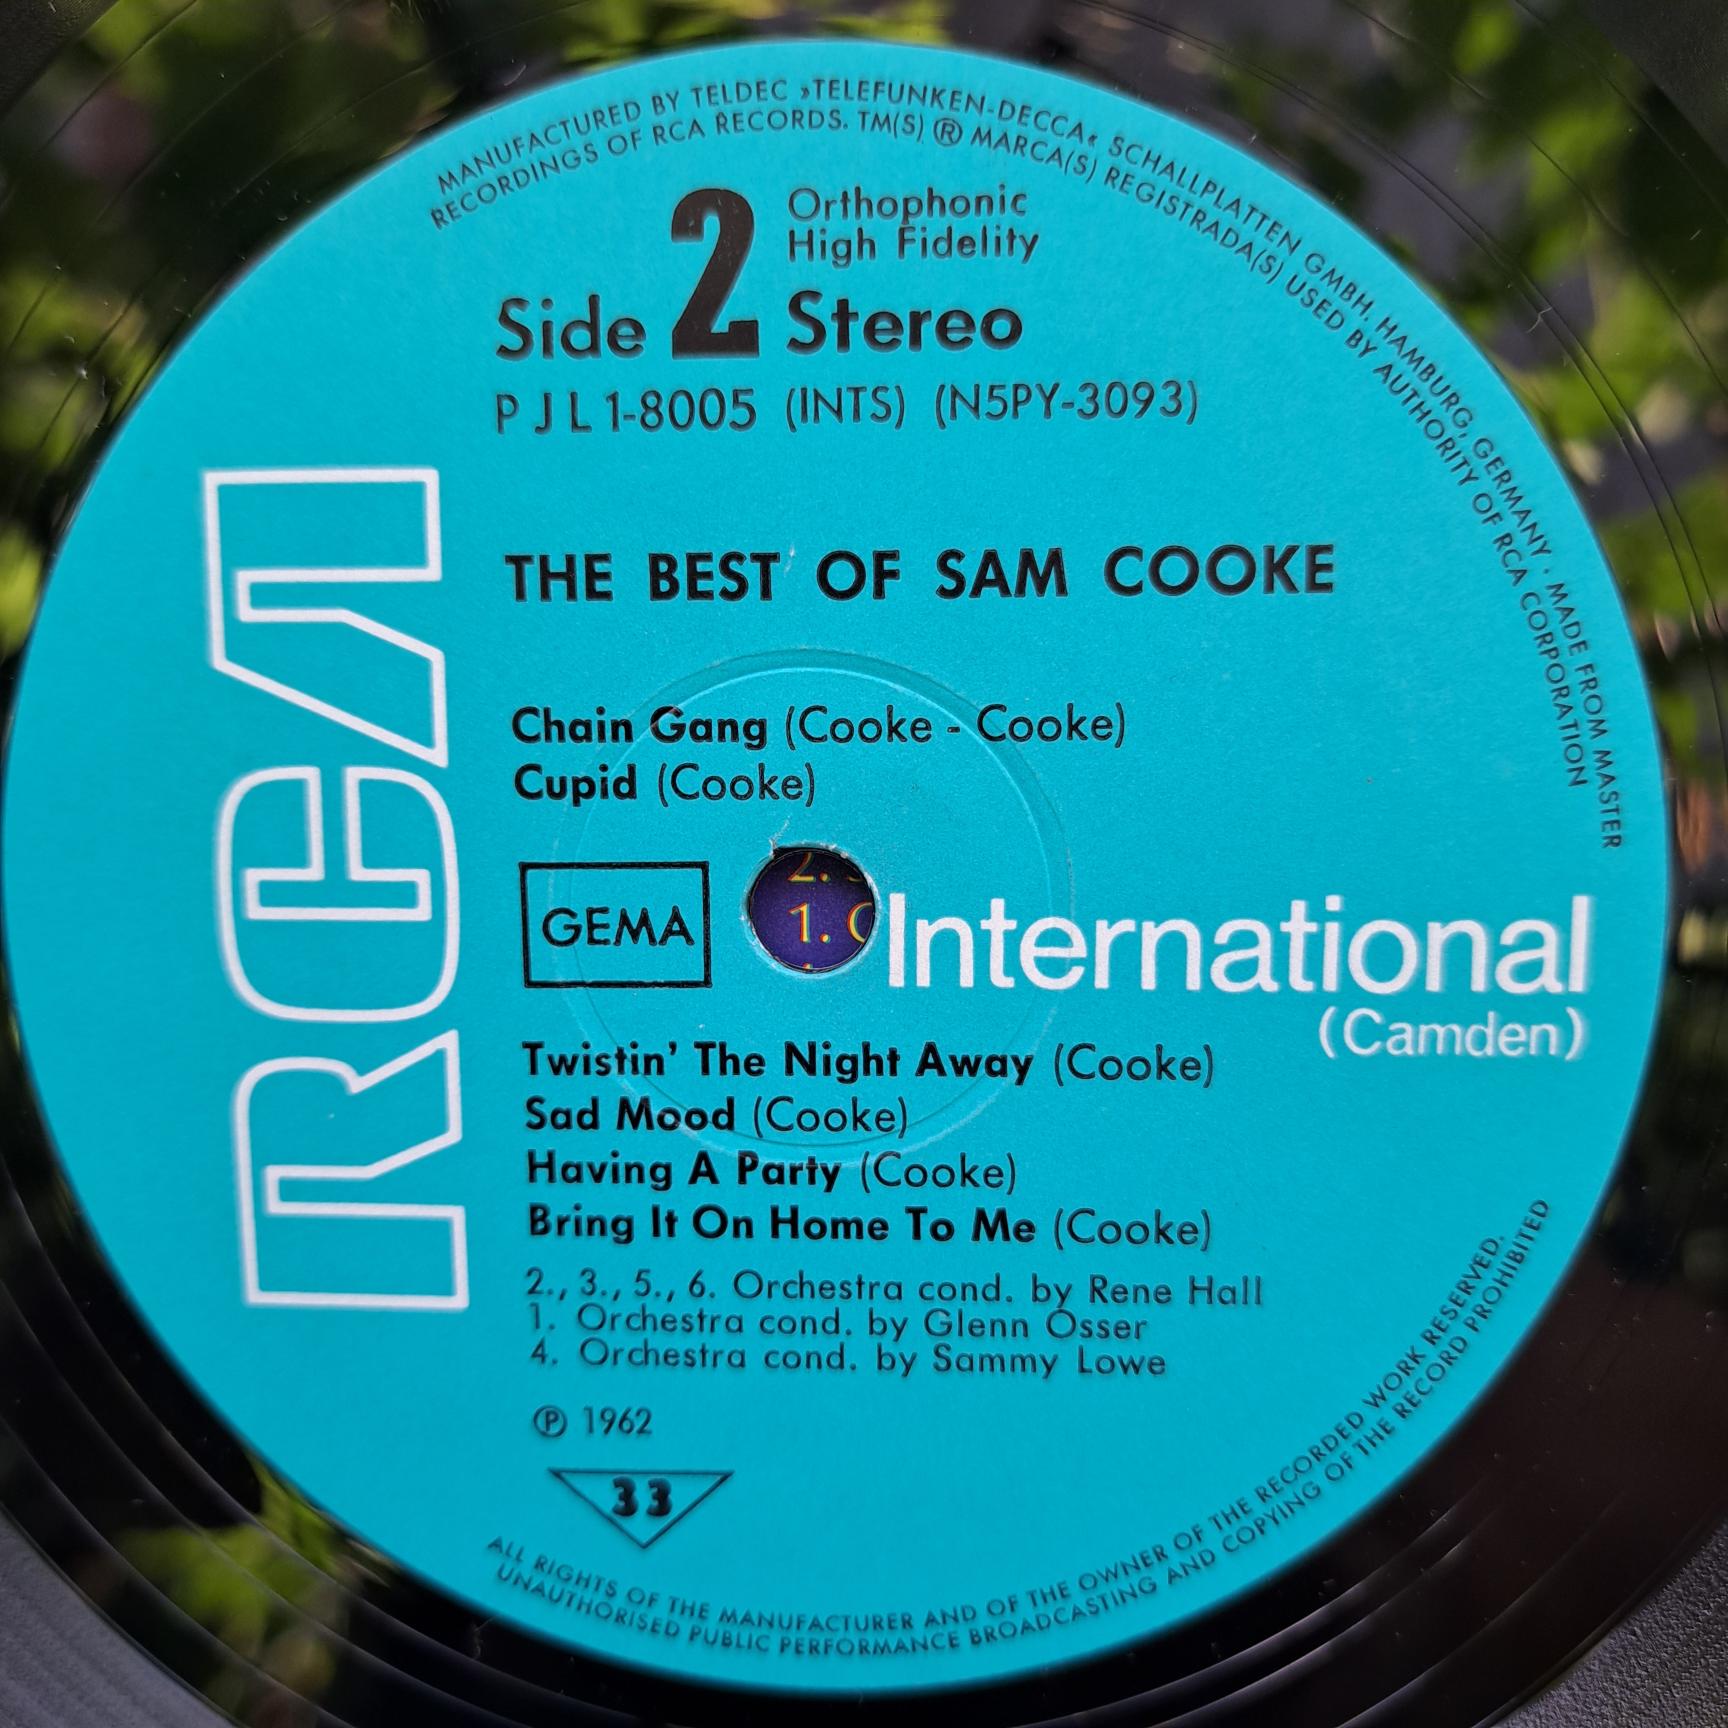 MANUFACTURED BY TELDEC »TELEFUNKEN-DECCA« SCHALLPLATTEN GMBH, HAMBURG, GERMANY · MADE FROM MASTER
RECORDINGS OF RCA RECORDS. TM(S) ® MARCA(S) REGISTRADA(S) USED BY AUTHORITY OF RCA CORPORATION
Side 2
Orthophonic
High Fidelity
Stereo
PJL1-8005 (INTS) (N5PY-3093)
RCA
THE BEST OF SAM COOKE
Chain Gang (Cooke - Cooke)
Cupid (Cooke)
GEMA
2.
1.
International
(Camden)
Twistin' The Night Away (Cooke)
Sad Mood (Cooke)
Having A Party (Cooke)
Bring It On Home To Me (Cooke)
2., 3., 5., 6. Orchestra cond. by Rene Hall
1. Orchestra cond. by Glenn Osser
4. Orchestra cond. by Sammy Lowe
℗ 1962
33
ALL RIGHTS OF THE MANUFACTURER AND OF THE OWNER OF THE RECORDED WORK RESERVED.
UNAUTHORISED PUBLIC PERFORMANCE BROADCASTING AND COPYING OF THE RECORD PROHIBITED